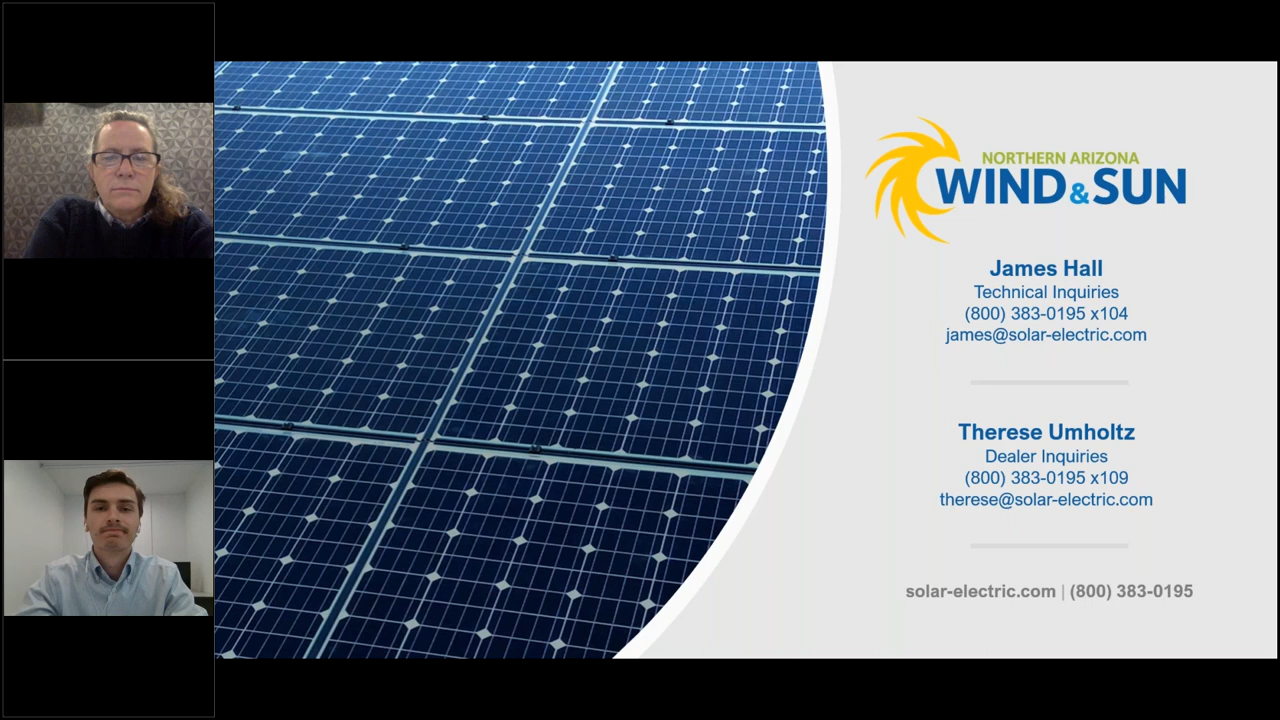 NORTHERN ARIZONA
WIND & SUN
James Hall
Technical Inquiries
(800) 383-0195 x104
james@solar-electric.com
Therese Umholtz
Dealer Inquiries
(800) 383-0195 x109
therese@solar-electric.com
solar-electric.com | (800) 383-0195